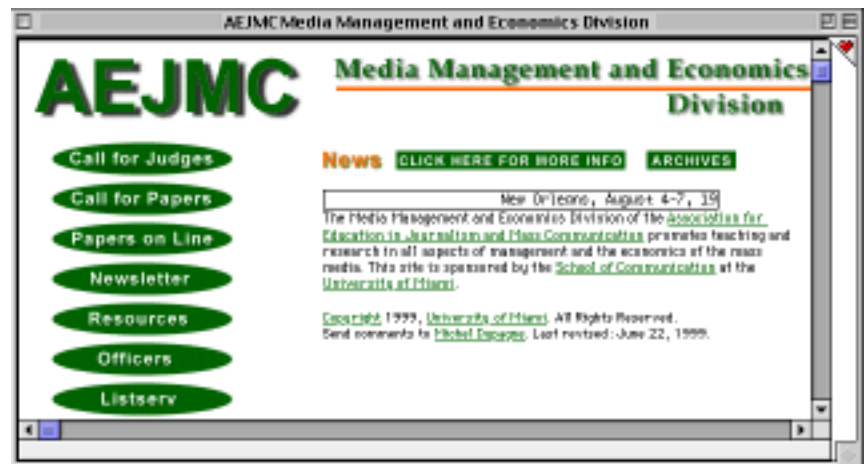 AEJMC Media Management and Economics Division
AEJMC
Media Management and Economics
Division
Call for Judges
Call for Papers
Papers on Line
Newsletter
Resources
Officers
Listserv
News CLICK HERE FOR MORE INFO ARCHIVES
New Orleans, August 4-7, 19
The Media Management and Economics Division of the Association for
Education in Journalism and Mass Communication promotes teaching and
research in all aspects of management and the economics of the mass
media. This site is sponsored by the School of Communication at the
University of Miami.
Copyright 1999, University of Miami. All Rights Reserved.
Send comments to Michel Dupagne. Last revised: June 22, 1999.